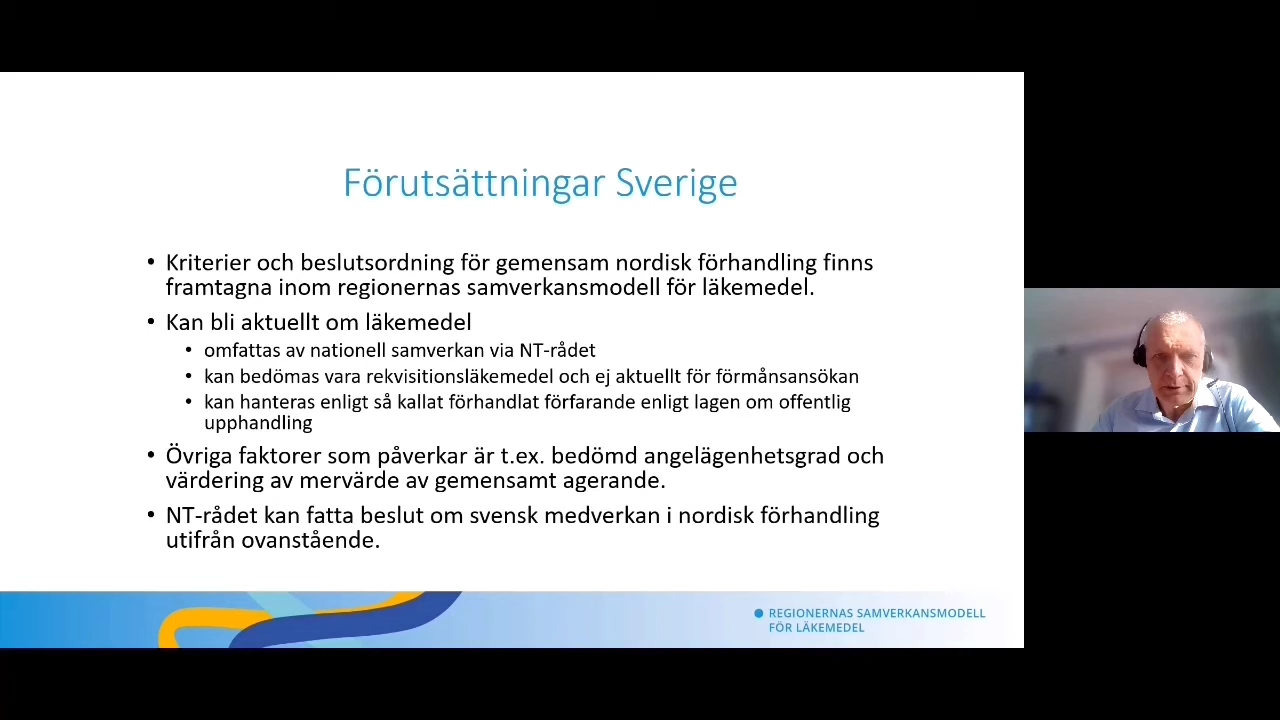 Förutsättningar Sverige
• Kriterier och beslutsordning för gemensam nordisk förhandling finns
framtagna inom regionernas samverkansmodell för läkemedel.
• Kan bli aktuellt om läkemedel
• omfattas av nationell samverkan via NT-rådet
• kan bedömas vara rekvisitionsläkemedel och ej aktuellt för förmånsansökan
• kan hanteras enligt så kallat förhandlat förfarande enligt lagen om offentlig
upphandling
• Övriga faktorer som påverkar är t.ex. bedömd angelägenhetsgrad och
värdering av mervärde av gemensamt agerande.
• NT-rådet kan fatta beslut om svensk medverkan i nordisk förhandling
utifrån ovanstående.
REGIONERNAS SAMVERKANSMODELL
FÖR LÄKEMEDEL